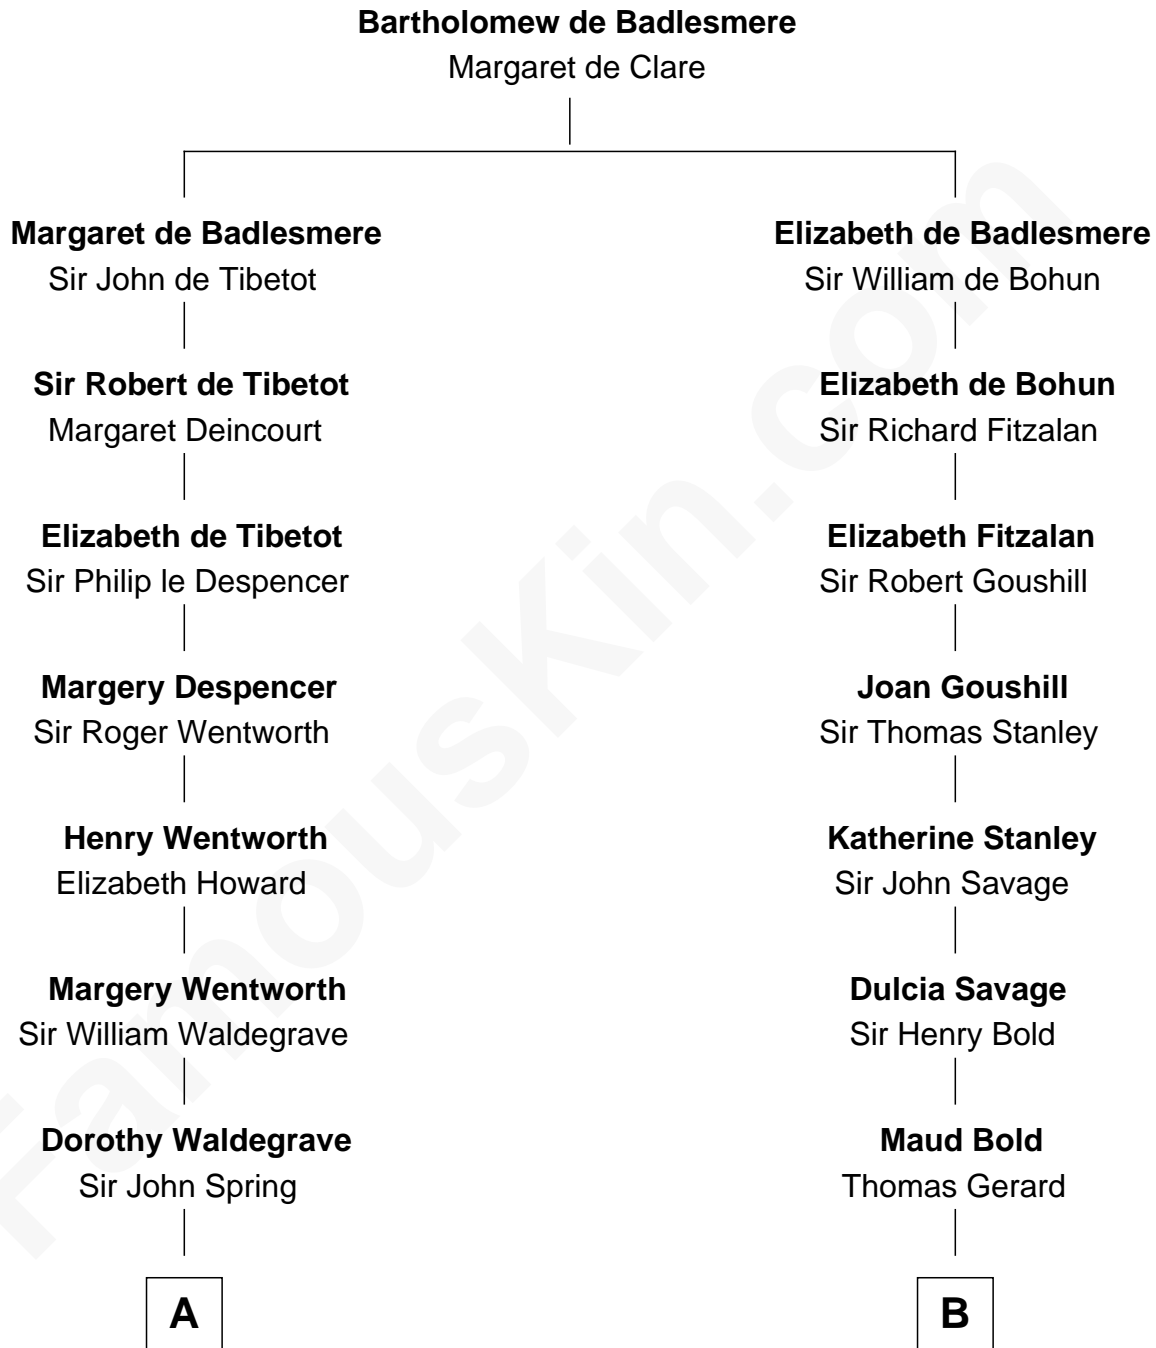 Bartholomew de Badlesmere
Margaret de Clare
Margaret de Badlesmere
Sir John de Tibetot
Elizabeth de Badlesmere
Sir William de Bohun
Sir Robert de Tibetot
Margaret Deincourt
Elizabeth de Bohun
Sir Richard Fitzalan
Elizabeth de Tibetot
Sir Philip le Despencer
Elizabeth Fitzalan
Sir Robert Goushill
Margery Despencer
Sir Roger Wentworth
Joan Goushill
Sir Thomas Stanley
Henry Wentworth
Elizabeth Howard
Katherine Stanley
Sir John Savage
Margery Wentworth
Sir William Waldegrave
Dulcia Savage
Sir Henry Bold
Dorothy Waldegrave
Sir John Spring
Maud Bold
Thomas Gerard
A
B
FamousKin.com